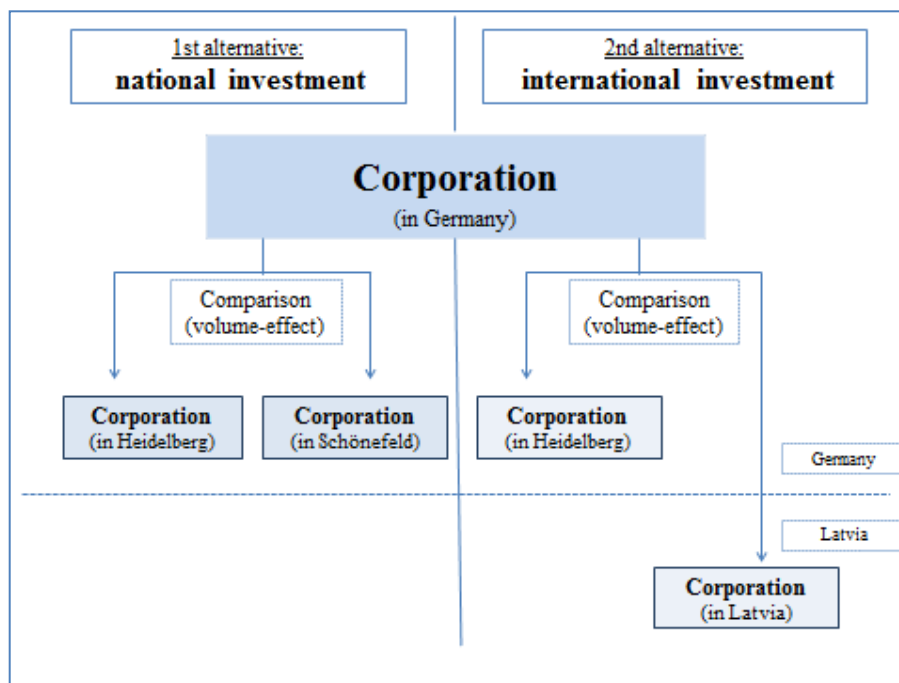 1st alternative:
national investment
2nd alternative:
international investment
Corporation
(in Germany)
Comparison
(volume-effect)
Comparison
(volume-effect)
Corporation
(in Heidelberg)
Corporation
(in Schönefeld)
Corporation
(in Heidelberg)
Germany
Latvia
Corporation
(in Latvia)